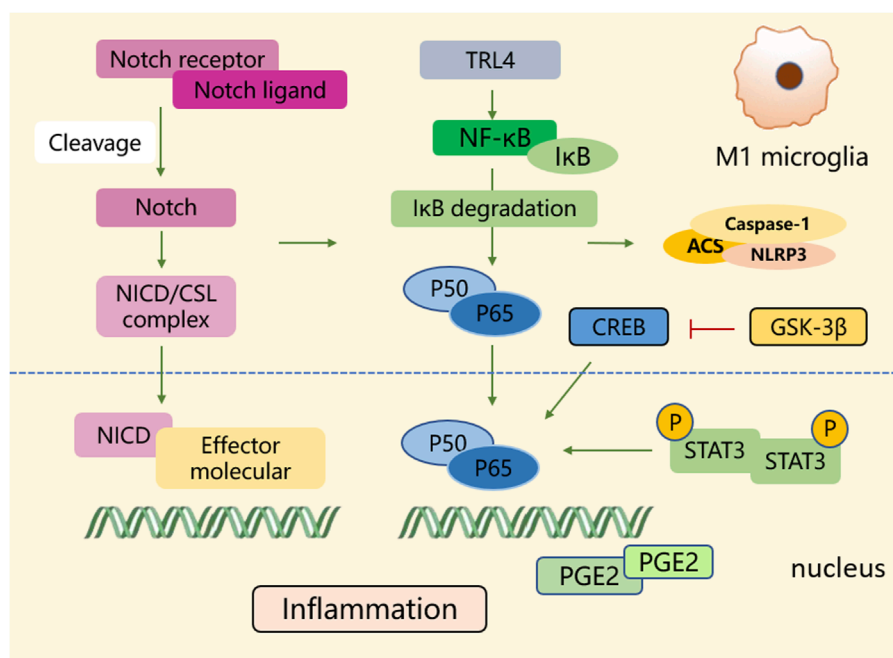 Notch receptor
Notch ligand
Cleavage
Notch
NICD/CSL
complex
NICD
Effector
molecular
TRL4
NF-κB
IκB
IκB degradation
P50
P65
P50
P65
M1 microglia
Caspase-1
ACS
NLRP3
CREB
GSK-3β
P
STAT3
P
STAT3
PGE2
PGE2
nucleus
Inflammation